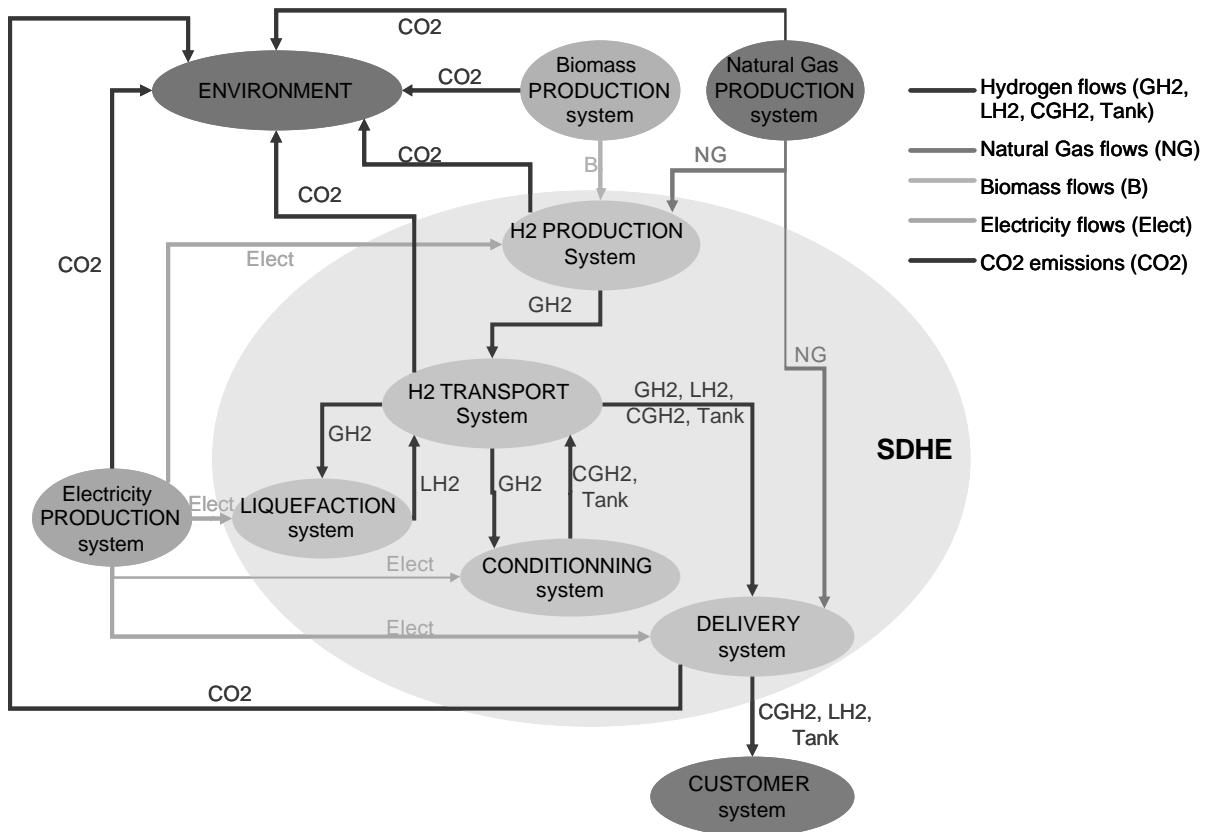 CO2
CO2
ENVIRONMENT
Biomass
PRODUCTION
system
Natural Gas
PRODUCTION
system
Hydrogen flows (GH2,
LH2, CGH2, Tank)
Natural Gas flows (NG)
Biomass flows (B)
Electricity flows (Elect)
CO2 emissions (CO2)
CO2
CO2
B
NG
CO2
H2 PRODUCTION
System
Elect
CO2
GH2
NG
H2 TRANSPORT
System
GH2, LH2,
CGH2, Tank
GH2
SDHE
LH2
GH2
CGH2,
Tank
Electricity
PRODUCTION
system
Elect
LIQUEFACTION
system
Elect
CONDITIONNING
system
Elect
DELIVERY
system
CO2
CGH2, LH2,
Tank
CUSTOMER
system